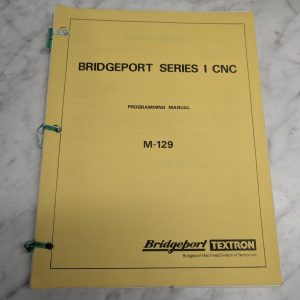 BRIDGEPORT SERIES I CNC
PROGRAMMING MANUAL
M-129
Bridgeport TEXTRON
Bridgeport Machines Division of Textron Inc.